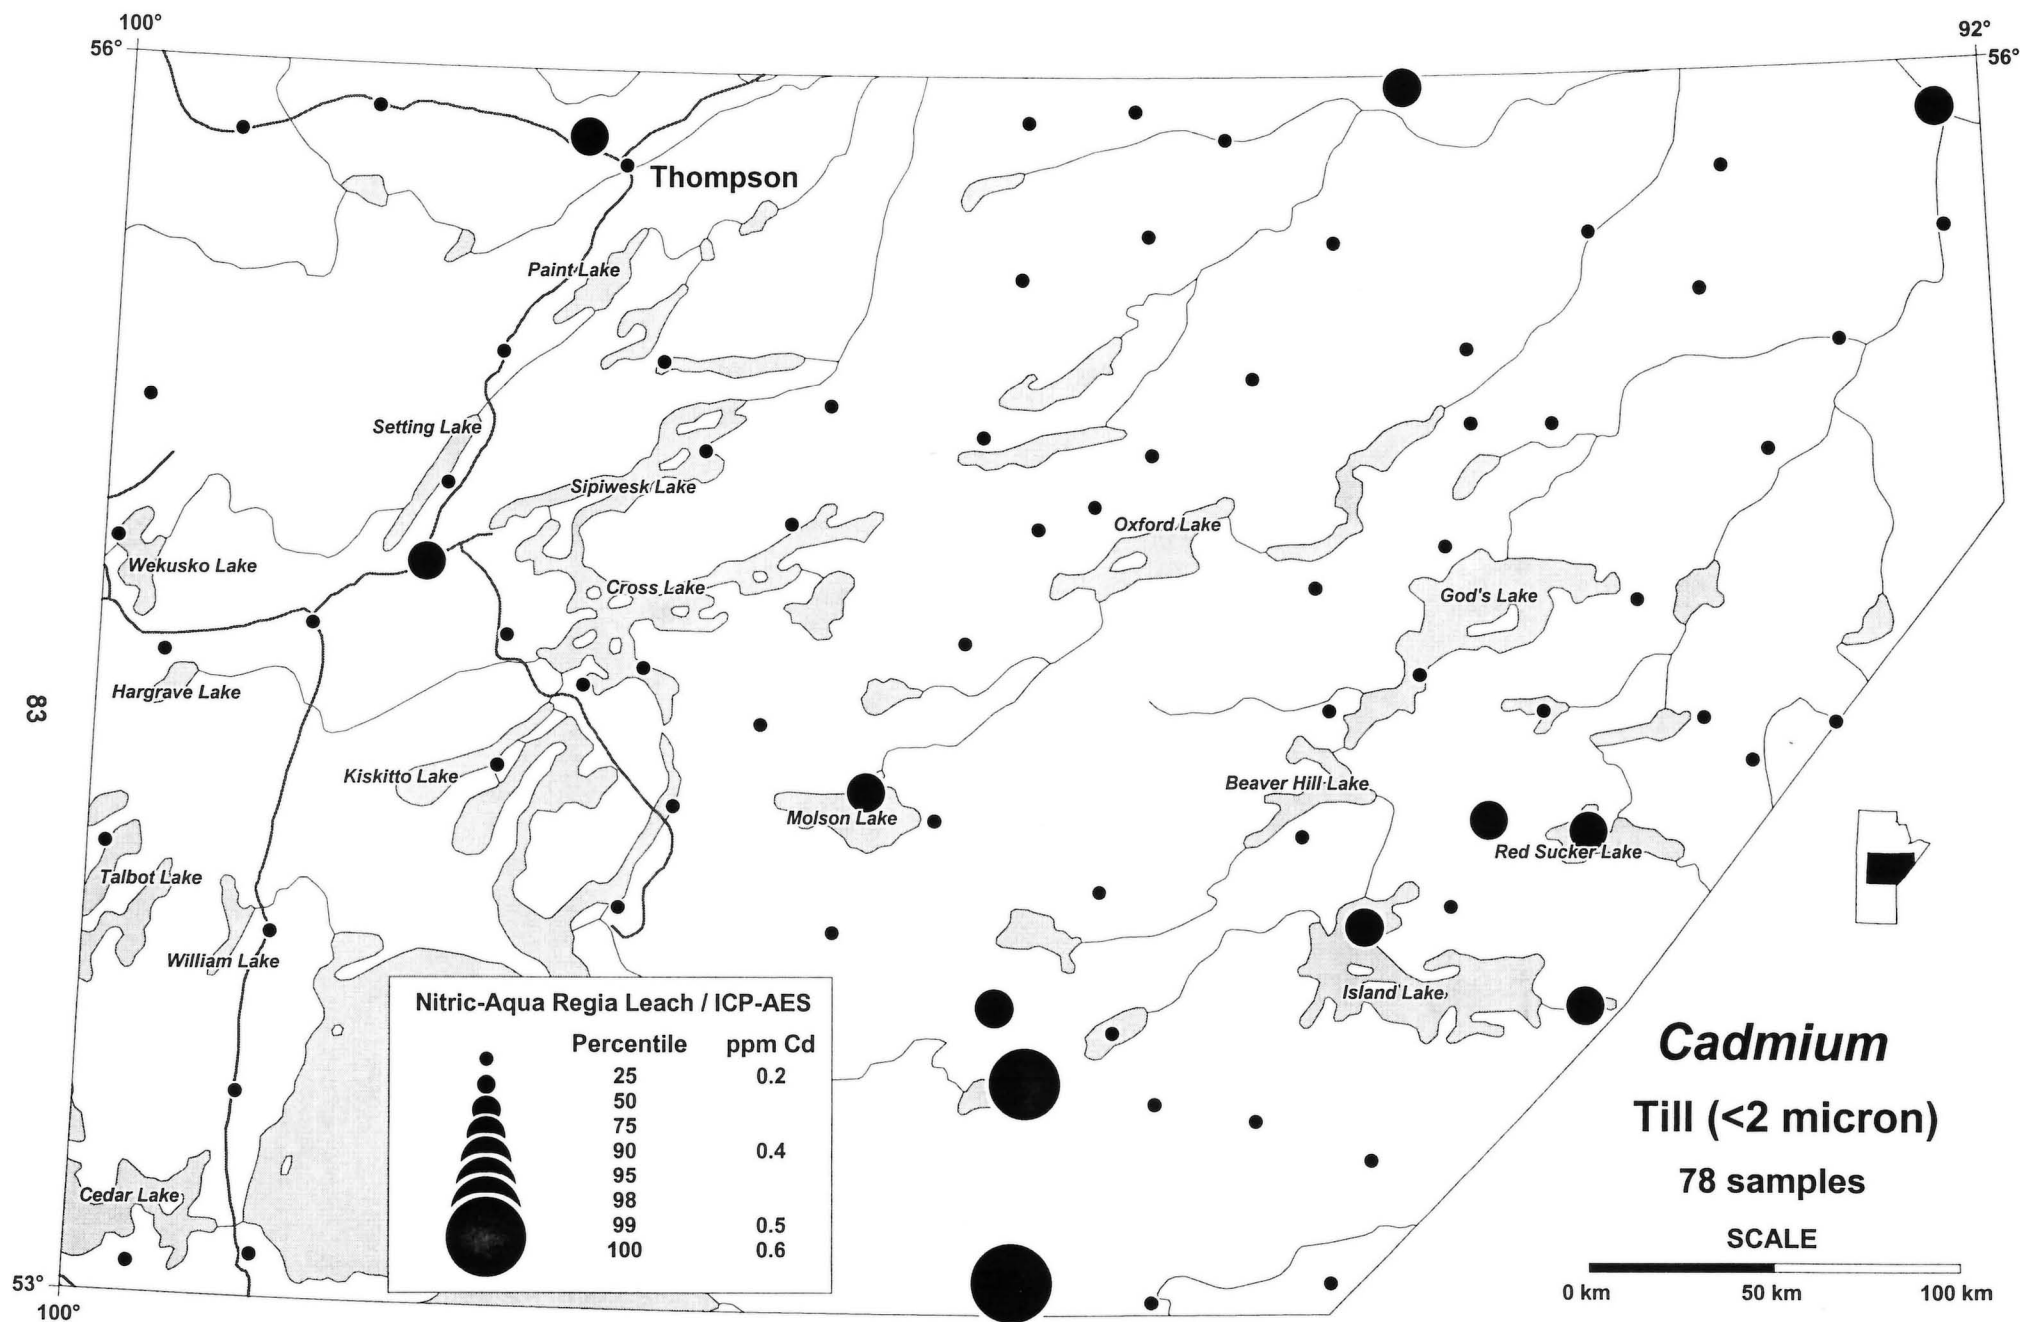 100°
92°
56°
56°
Thompson
Paint Lake
Setting Lake
Sipiwesk Lake
Oxford Lake
Wekusko Lake
Cross Lake
God's Lake
Hargrave Lake
83
Kiskitto Lake
Beaver Hill Lake
Molson Lake
Red Sucker Lake
Talbot Lake
William Lake
Island Lake
Nitric-Aqua Regia Leach / ICP-AES
Percentile ppm Cd
25 0.2
50
75
90 0.4
95
98
99 0.5
100 0.6
Cadmium
Till (<2 micron)
78 samples
SCALE
0 km 50 km 100 km
Cedar Lake
53°
100°